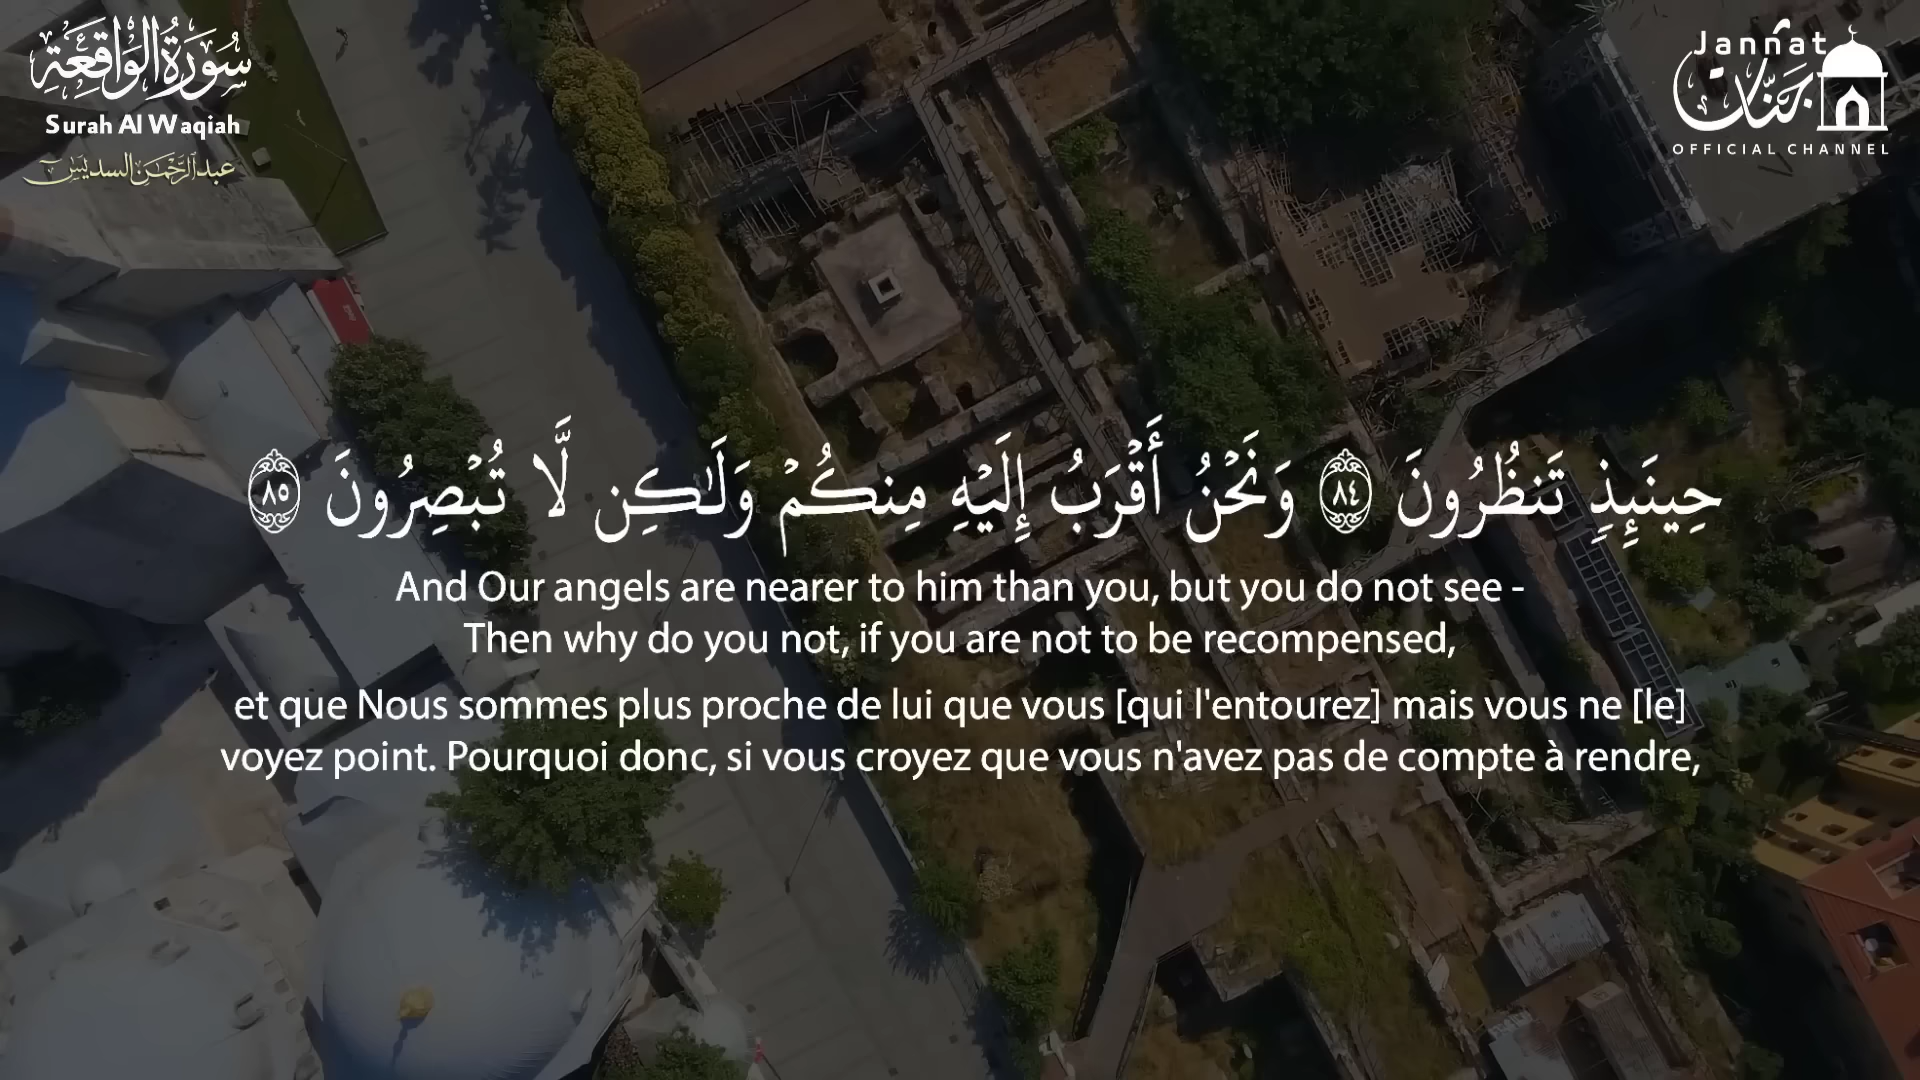 سُورَةُ الوَاقِعَةِ
Surah Al Waqiah
عبدالرحمن السديس
Jannat
جَنَّات
OFFICIAL CHANNEL
حِينَئِذٍ تَنظُرُونَ ٨٤ وَنَحْنُ أَقْرَبُ إِلَيْهِ مِنكُمْ وَلَٰكِن لَّا تُبْصِرُونَ ٨٥
And Our angels are nearer to him than you, but you do not see -
Then why do you not, if you are not to be recompensed,
et que Nous sommes plus proche de lui que vous [qui l'entourez] mais vous ne [le]
voyez point. Pourquoi donc, si vous croyez que vous n'avez pas de compte à rendre,